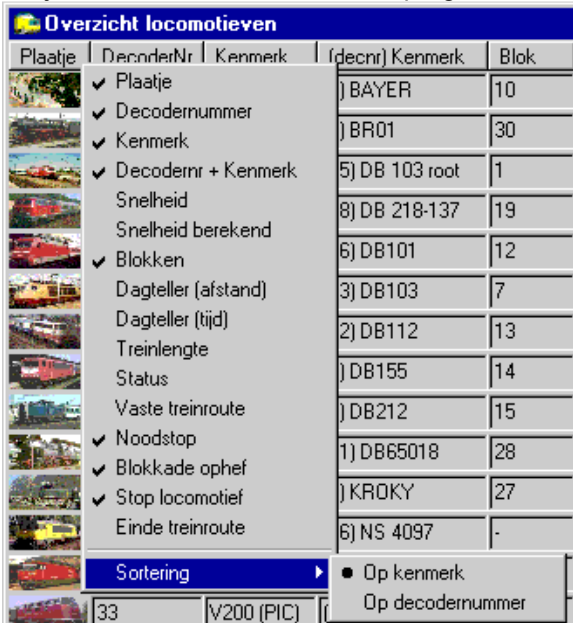 Overzicht locomotieven
Plaatje DecoderNr Kenmerk (decnr) Kenmerk Blok
Plaatje
Decodernummer
Kenmerk
Decodernr + Kenmerk
Snelheid
Snelheid berekend
Blokken
Dagteller (afstand)
Dagteller (tijd)
Treinlengte
Status
Vaste treinroute
Noodstop
Blokkade ophef
Stop locomotief
Einde treinroute
Sortering
Op kenmerk
Op decodernummer
) BAYER 10
) BR01 30
5) DB 103 root 1
8) DB 218-137 19
6) DB101 12
3) DB103 7
2) DB112 13
) DB155 14
) DB212 15
1) DB65018 28
) KROKY 27
6) NS 4097 -
33 V200 (PIC) (